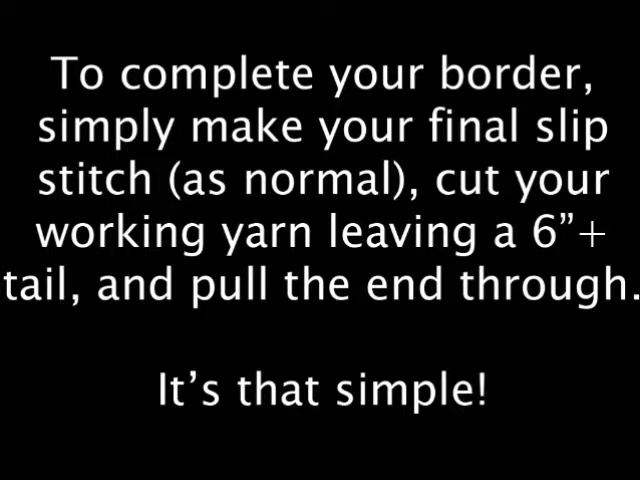 To complete your border,
simply make your final slip
stitch (as normal), cut your
working yarn leaving a 6”+
tail, and pull the end through.
It’s that simple!